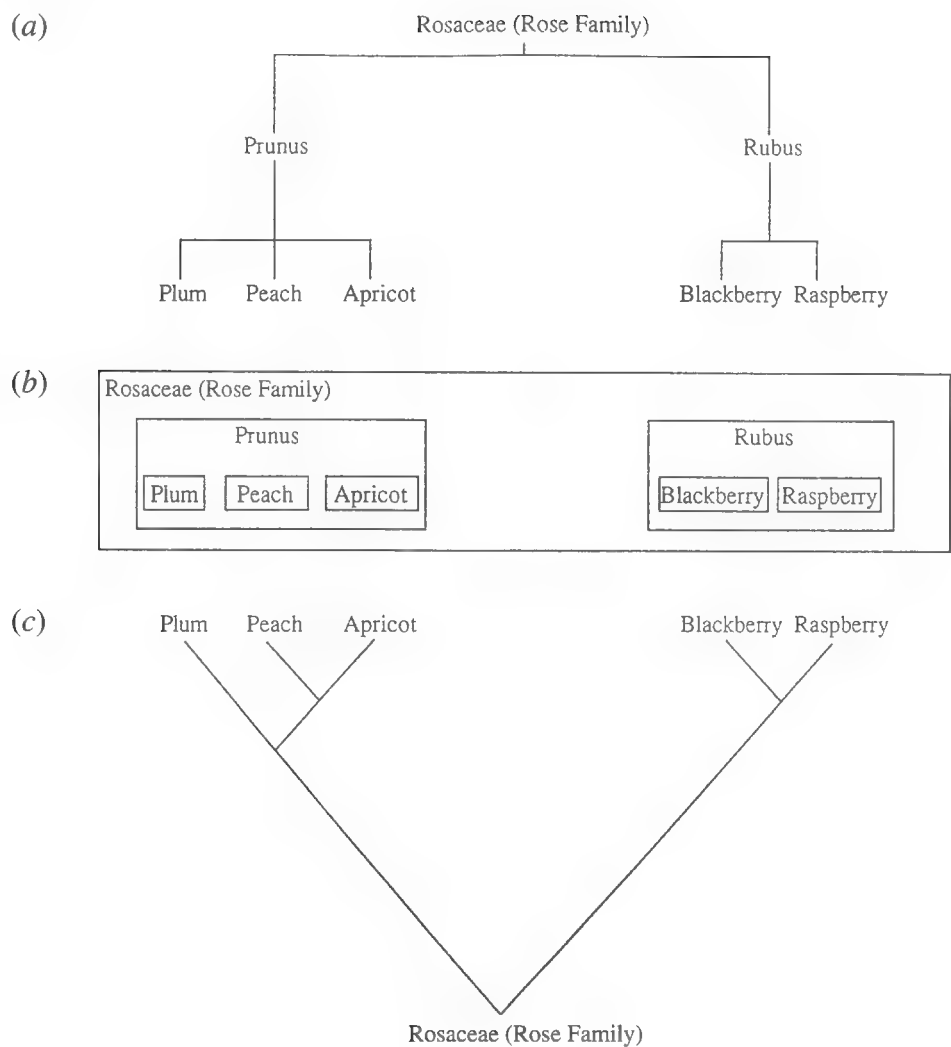 (a)
Rosaceae (Rose Family)
Prunus Rubus
Plum Peach Apricot Blackberry Raspberry
(b)
Rosaceae (Rose Family)
Prunus Rubus
Plum Peach Apricot Blackberry Raspberry
(c) Plum Peach Apricot Blackberry Raspberry
Rosaceae (Rose Family)